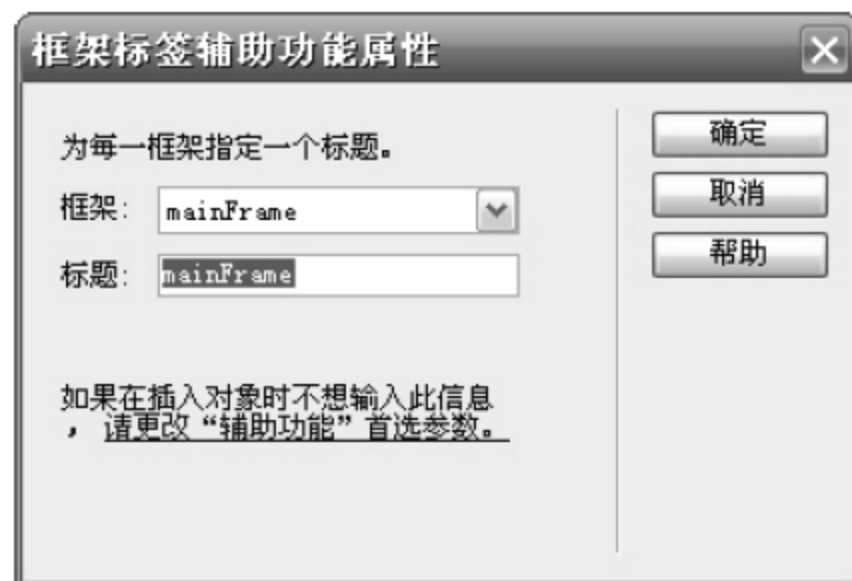 框架标签辅助功能属性
为每一框架指定一个标题。
框架: mainFrame
标题: mainFrame
如果在插入对象时不想输入此信息
，请更改“辅助功能”首选参数。
确定
取消
帮助